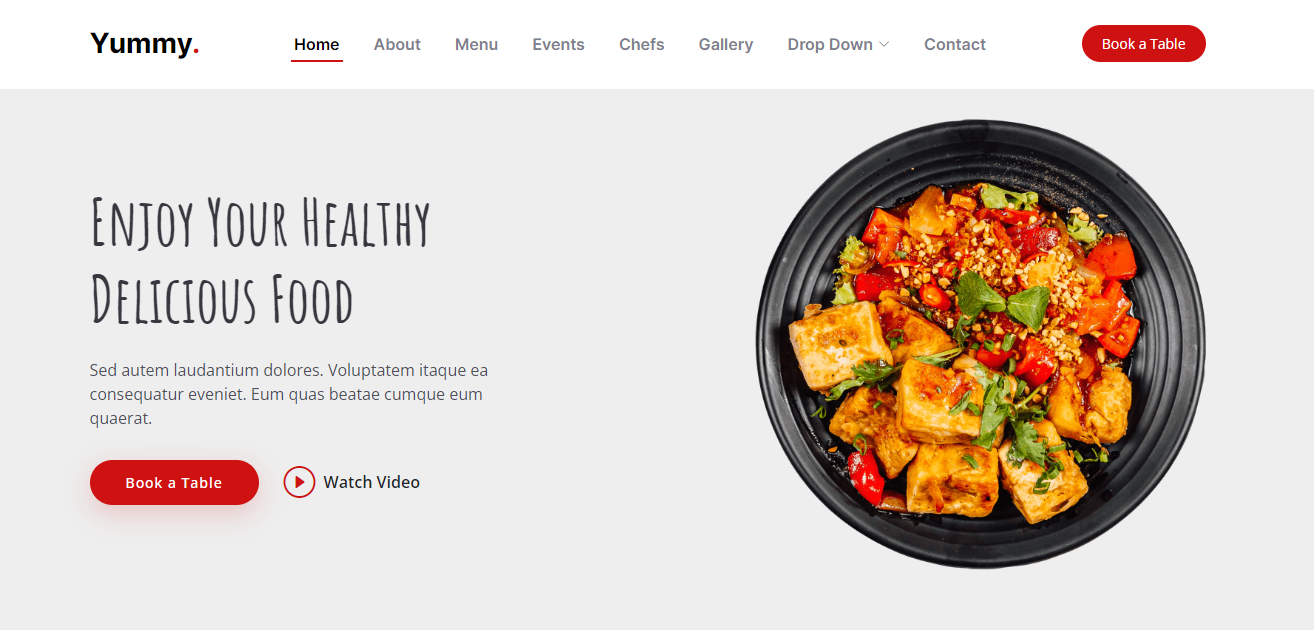 Yummy.
Home About Menu Events Chefs Gallery Drop Down Contact
Book a Table
Enjoy Your Healthy
Delicious Food
Sed autem laudantium dolores. Voluptatem itaque ea
consequatur eveniet. Eum quas beatae cumque eum
quaerat.
Book a Table
Watch Video